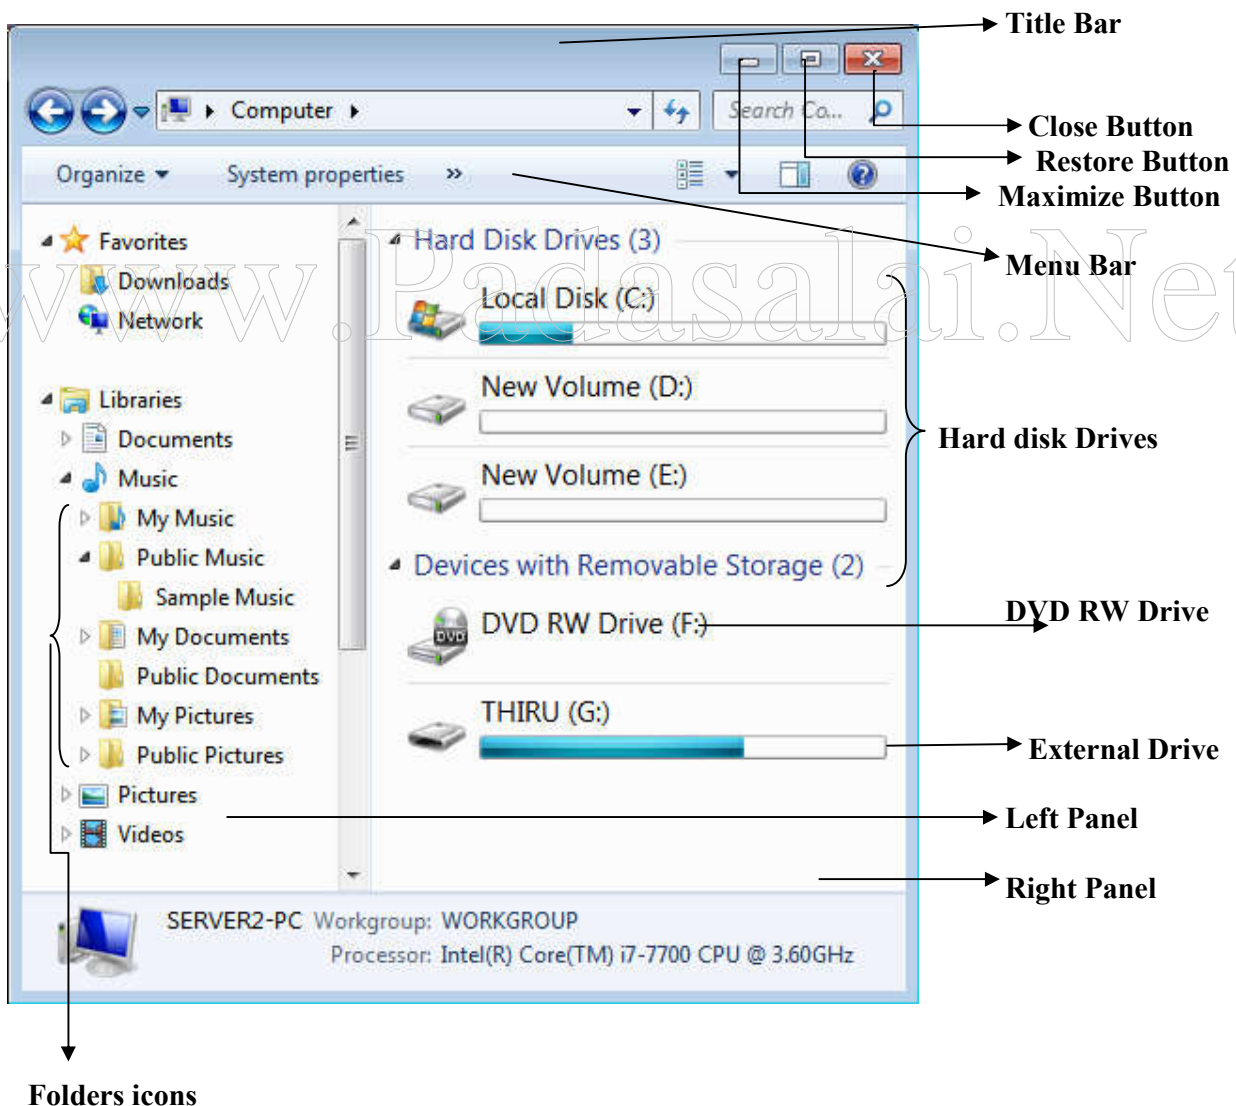 Title Bar
Computer
Search Co...
Close Button
Restore Button
Maximize Button
Organize
System properties
»
Menu Bar
Favorites
Downloads
Network
Libraries
Documents
Music
My Music
Public Music
Sample Music
My Documents
Public Documents
My Pictures
Public Pictures
Pictures
Videos
Hard Disk Drives (3)
Local Disk (C:)
New Volume (D:)
New Volume (E:)
Devices with Removable Storage (2)
DVD RW Drive (F:)
DVD
THIRU (G:)
www.Padasalai.Net
Hard disk Drives
DVD RW Drive
External Drive
Left Panel
Right Panel
SERVER2-PC Workgroup: WORKGROUP
Processor: Intel(R) Core(TM) i7-7700 CPU @ 3.60GHz
Folders icons